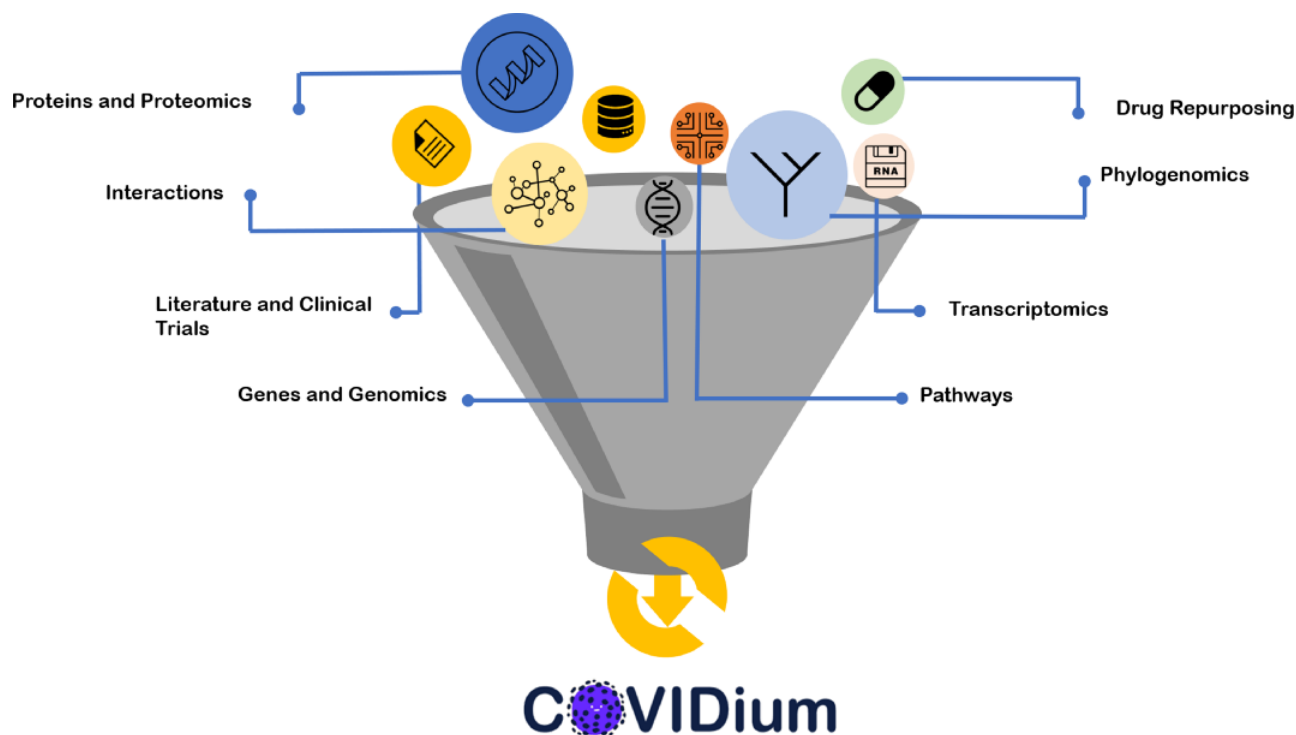 Proteins and Proteomics
Drug Repurposing
Interactions
RNA
Phylogenomics
Literature and Clinical
Trials
Transcriptomics
Genes and Genomics
Pathways
COVIDium